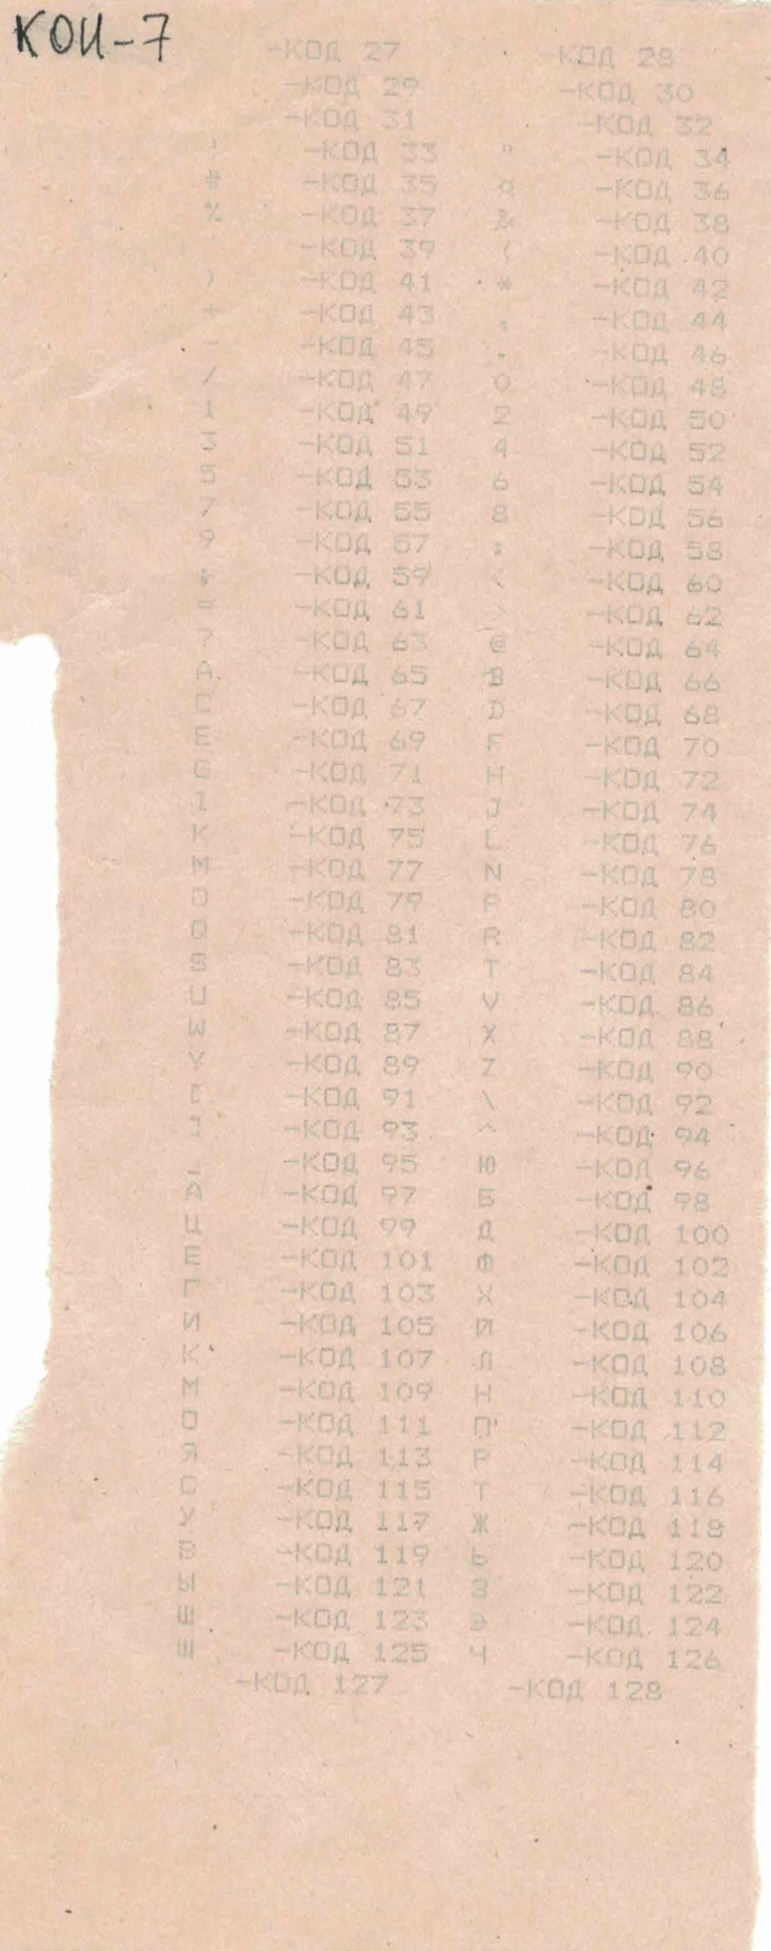 КОИ-7
-КОД 27 -КОД 28
-КОД 29 -КОД 30
-КОД 31 -КОД 32
-КОД 33 " -КОД 34
# -КОД 35 ¤ -КОД 36
% -КОД 37 & -КОД 38
-КОД 39 ( -КОД 40
) -КОД 41 * -КОД 42
+ -КОД 43 , -КОД 44
- -КОД 45 . -КОД 46
/ -КОД 47 0 -КОД 48
1 -КОД 49 2 -КОД 50
3 -КОД 51 4 -КОД 52
5 -КОД 53 6 -КОД 54
7 -КОД 55 8 -КОД 56
9 -КОД 57 : -КОД 58
; -КОД 59 < -КОД 60
= -КОД 61 > -КОД 62
? -КОД 63 @ -КОД 64
A -КОД 65 B -КОД 66
C -КОД 67 D -КОД 68
E -КОД 69 F -КОД 70
G -КОД 71 H -КОД 72
I -КОД 73 J -КОД 74
K -КОД 75 L -КОД 76
M -КОД 77 N -КОД 78
O -КОД 79 P -КОД 80
Q -КОД 81 R -КОД 82
S -КОД 83 T -КОД 84
U -КОД 85 V -КОД 86
W -КОД 87 X -КОД 88
Y -КОД 89 Z -КОД 90
[ -КОД 91 \ -КОД 92
] -КОД 93 ^ -КОД 94
_ -КОД 95 Ю -КОД 96
А -КОД 97 Б -КОД 98
Ц -КОД 99 Д -КОД 100
Е -КОД 101 Ф -КОД 102
Г -КОД 103 Х -КОД 104
И -КОД 105 Й -КОД 106
К -КОД 107 Л -КОД 108
М -КОД 109 Н -КОД 110
О -КОД 111 П -КОД 112
Я -КОД 113 Р -КОД 114
С -КОД 115 Т -КОД 116
У -КОД 117 Ж -КОД 118
В -КОД 119 Ь -КОД 120
Ы -КОД 121 З -КОД 122
Ш -КОД 123 Э -КОД 124
Щ -КОД 125 Ч -КОД 126
-КОД 127 -КОД 128